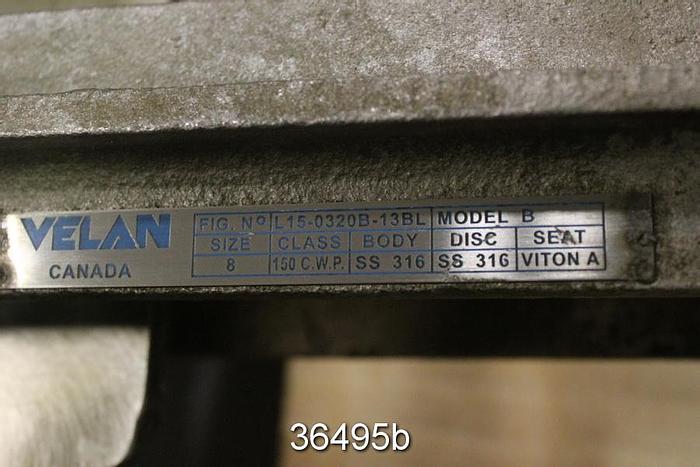 VELAN
CANADA
FIG. Nº L15-0320B-13BL MODEL B
SIZE CLASS BODY DISC SEAT
8 150 C.W.P. SS 316 SS 316 VITON A
36495b